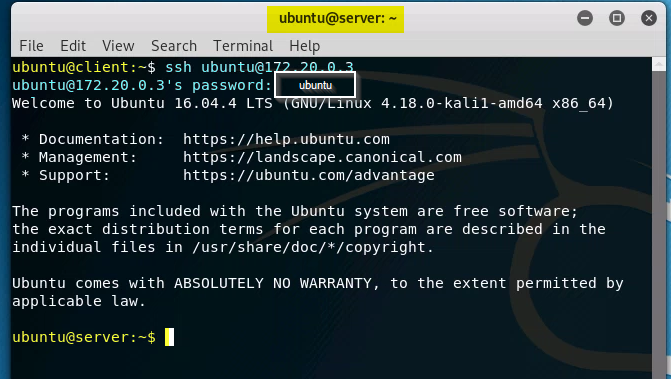 ubuntu@server: ~
File Edit View Search Terminal Help
ubuntu@client:~$ ssh ubuntu@172.20.0.3
ubuntu@172.20.0.3's password: ubuntu
Welcome to Ubuntu 16.04.4 LTS (GNU/Linux 4.18.0-kali1-amd64 x86_64)
* Documentation: https://help.ubuntu.com
* Management: https://landscape.canonical.com
* Support: https://ubuntu.com/advantage
The programs included with the Ubuntu system are free software;
the exact distribution terms for each program are described in the
individual files in /usr/share/doc/*/copyright.
Ubuntu comes with ABSOLUTELY NO WARRANTY, to the extent permitted by
applicable law.
ubuntu@server:~$